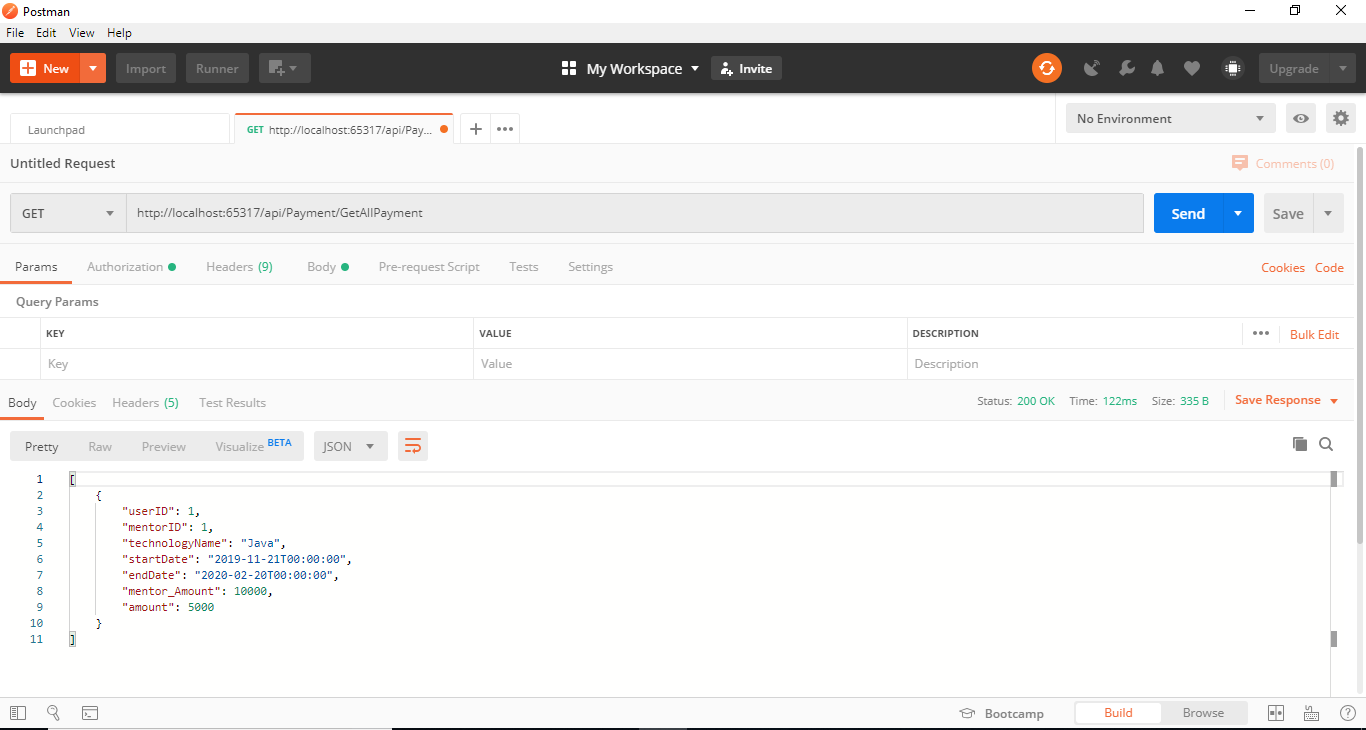 Postman
File Edit View Help
New Import Runner My Workspace Invite Upgrade
Launchpad GET http://localhost:65317/api/Pay... No Environment
Untitled Request Comments (0)
GET http://localhost:65317/api/Payment/GetAllPayment Send Save
Params Authorization Headers (9) Body Pre-request Script Tests Settings Cookies Code
Query Params
KEY VALUE DESCRIPTION Bulk Edit
Key Value Description
Body Cookies Headers (5) Test Results Status: 200 OK Time: 122ms Size: 335 B Save Response
Pretty Raw Preview Visualize BETA JSON
1 [
2 {
3 "userID": 1,
4 "mentorID": 1,
5 "technologyName": "Java",
6 "startDate": "2019-11-21T00:00:00",
7 "endDate": "2020-02-20T00:00:00",
8 "mentor_Amount": 10000,
9 "amount": 5000
10 }
11 ]
Bootcamp Build Browse